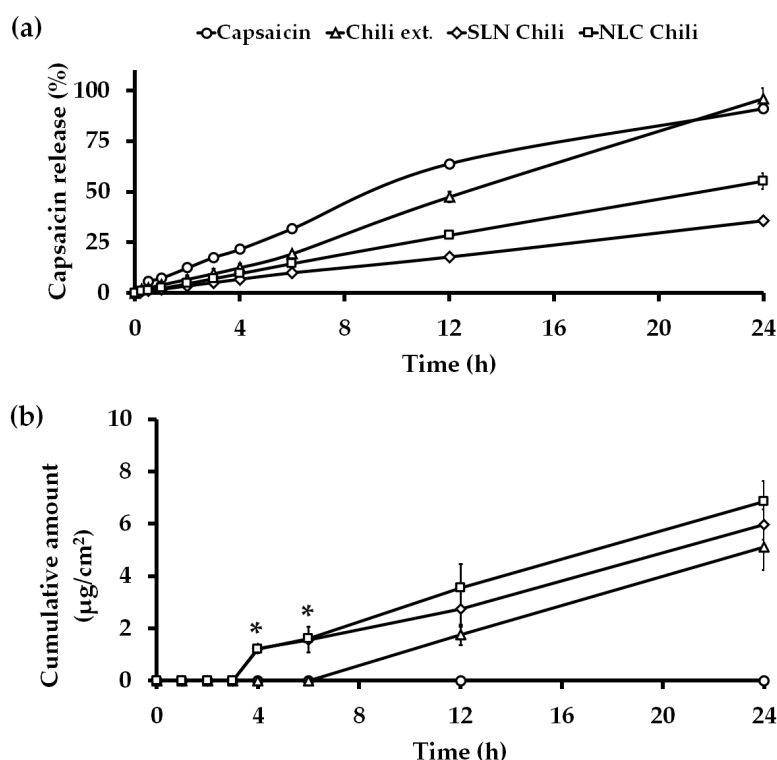 (a)
Capsaicin Chili ext. SLN Chili NLC Chili
Capsaicin release (%)
100
75
50
25
0
0 4 8 12 16 20 24
Time (h)
(b)
Cumulative amount
(µg/cm²)
10
8
6
4
2
0
* *
0 4 8 12 16 20 24
Time (h)